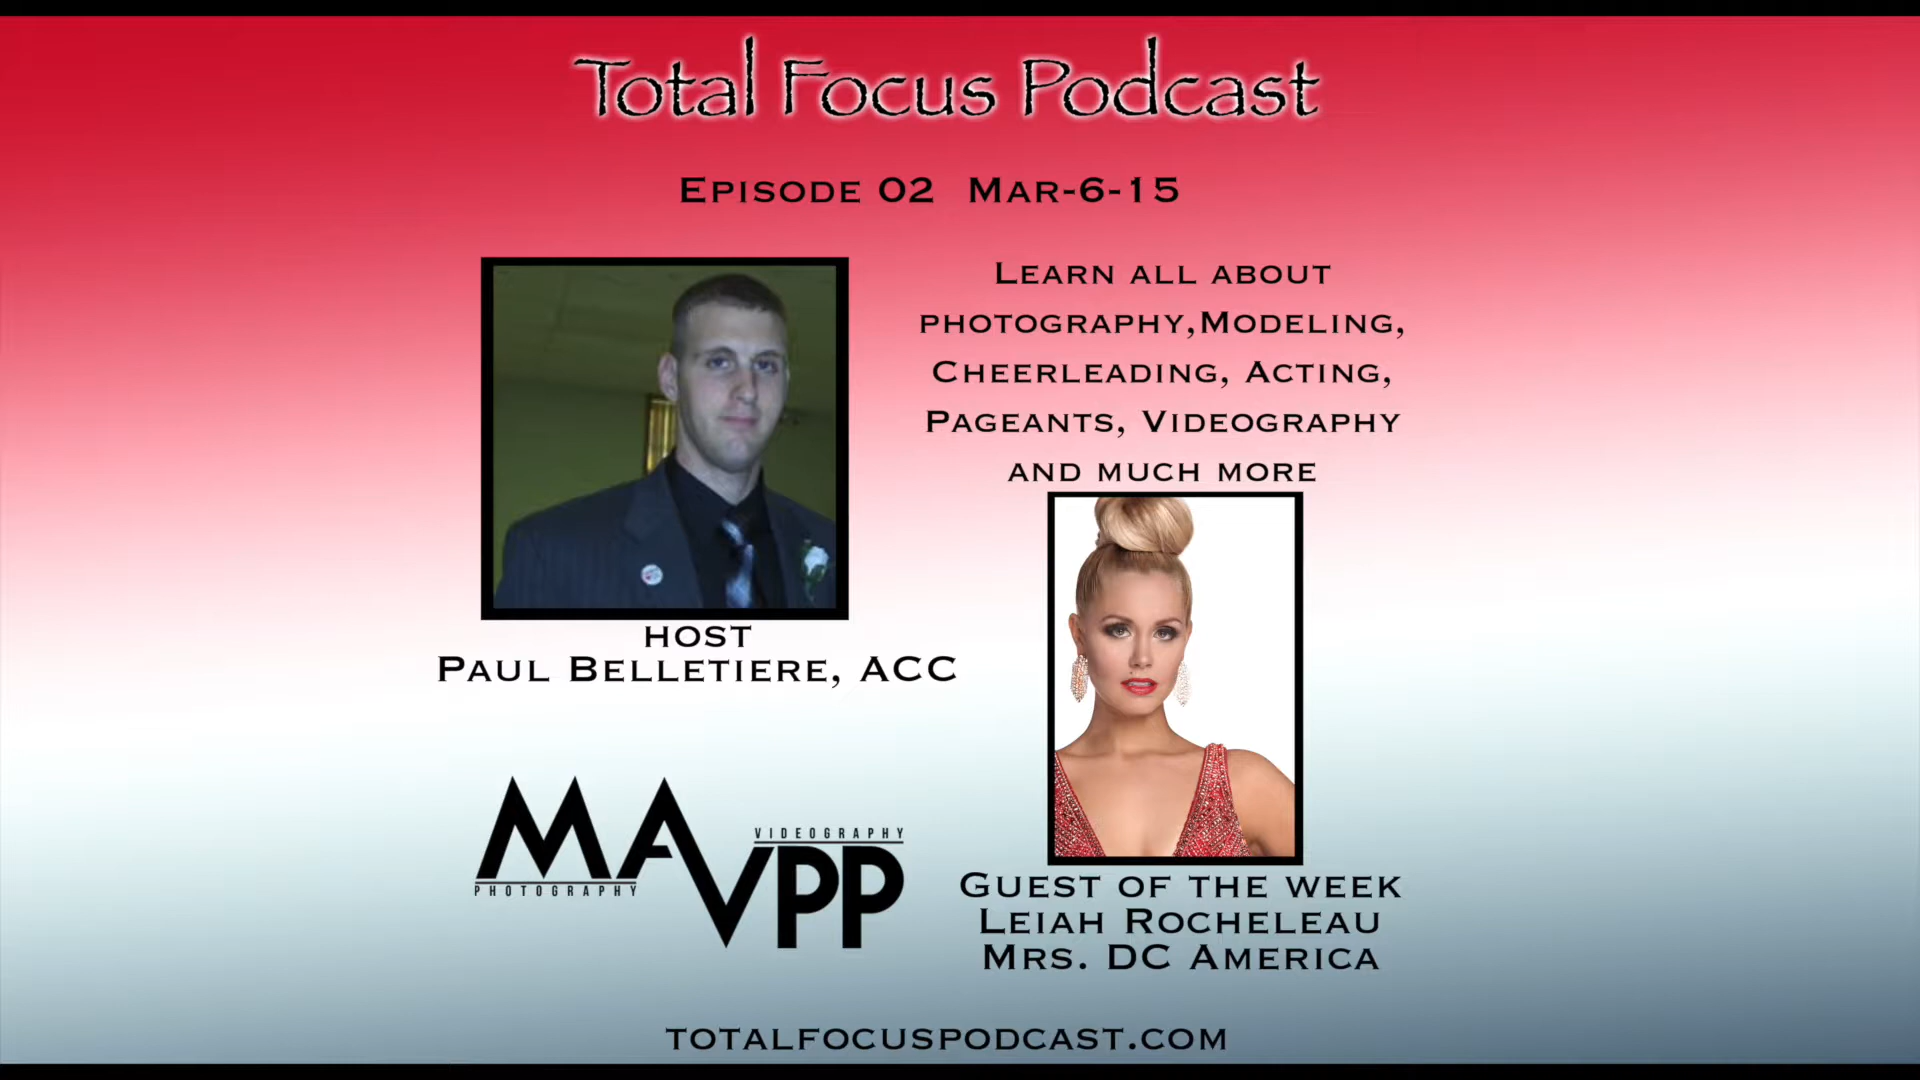 Total Focus Podcast
Episode 02 Mar-6-15
Learn all about
photography,Modeling,
Cheerleading, Acting,
Pageants, Videography
and much more
host
Paul Belletiere, ACC
MAVPP
VIDEOGRAPHY
PHOTOGRAPHY
Guest of the week
Leiah Rocheleau
Mrs. DC America
totalfocuspodcast.com